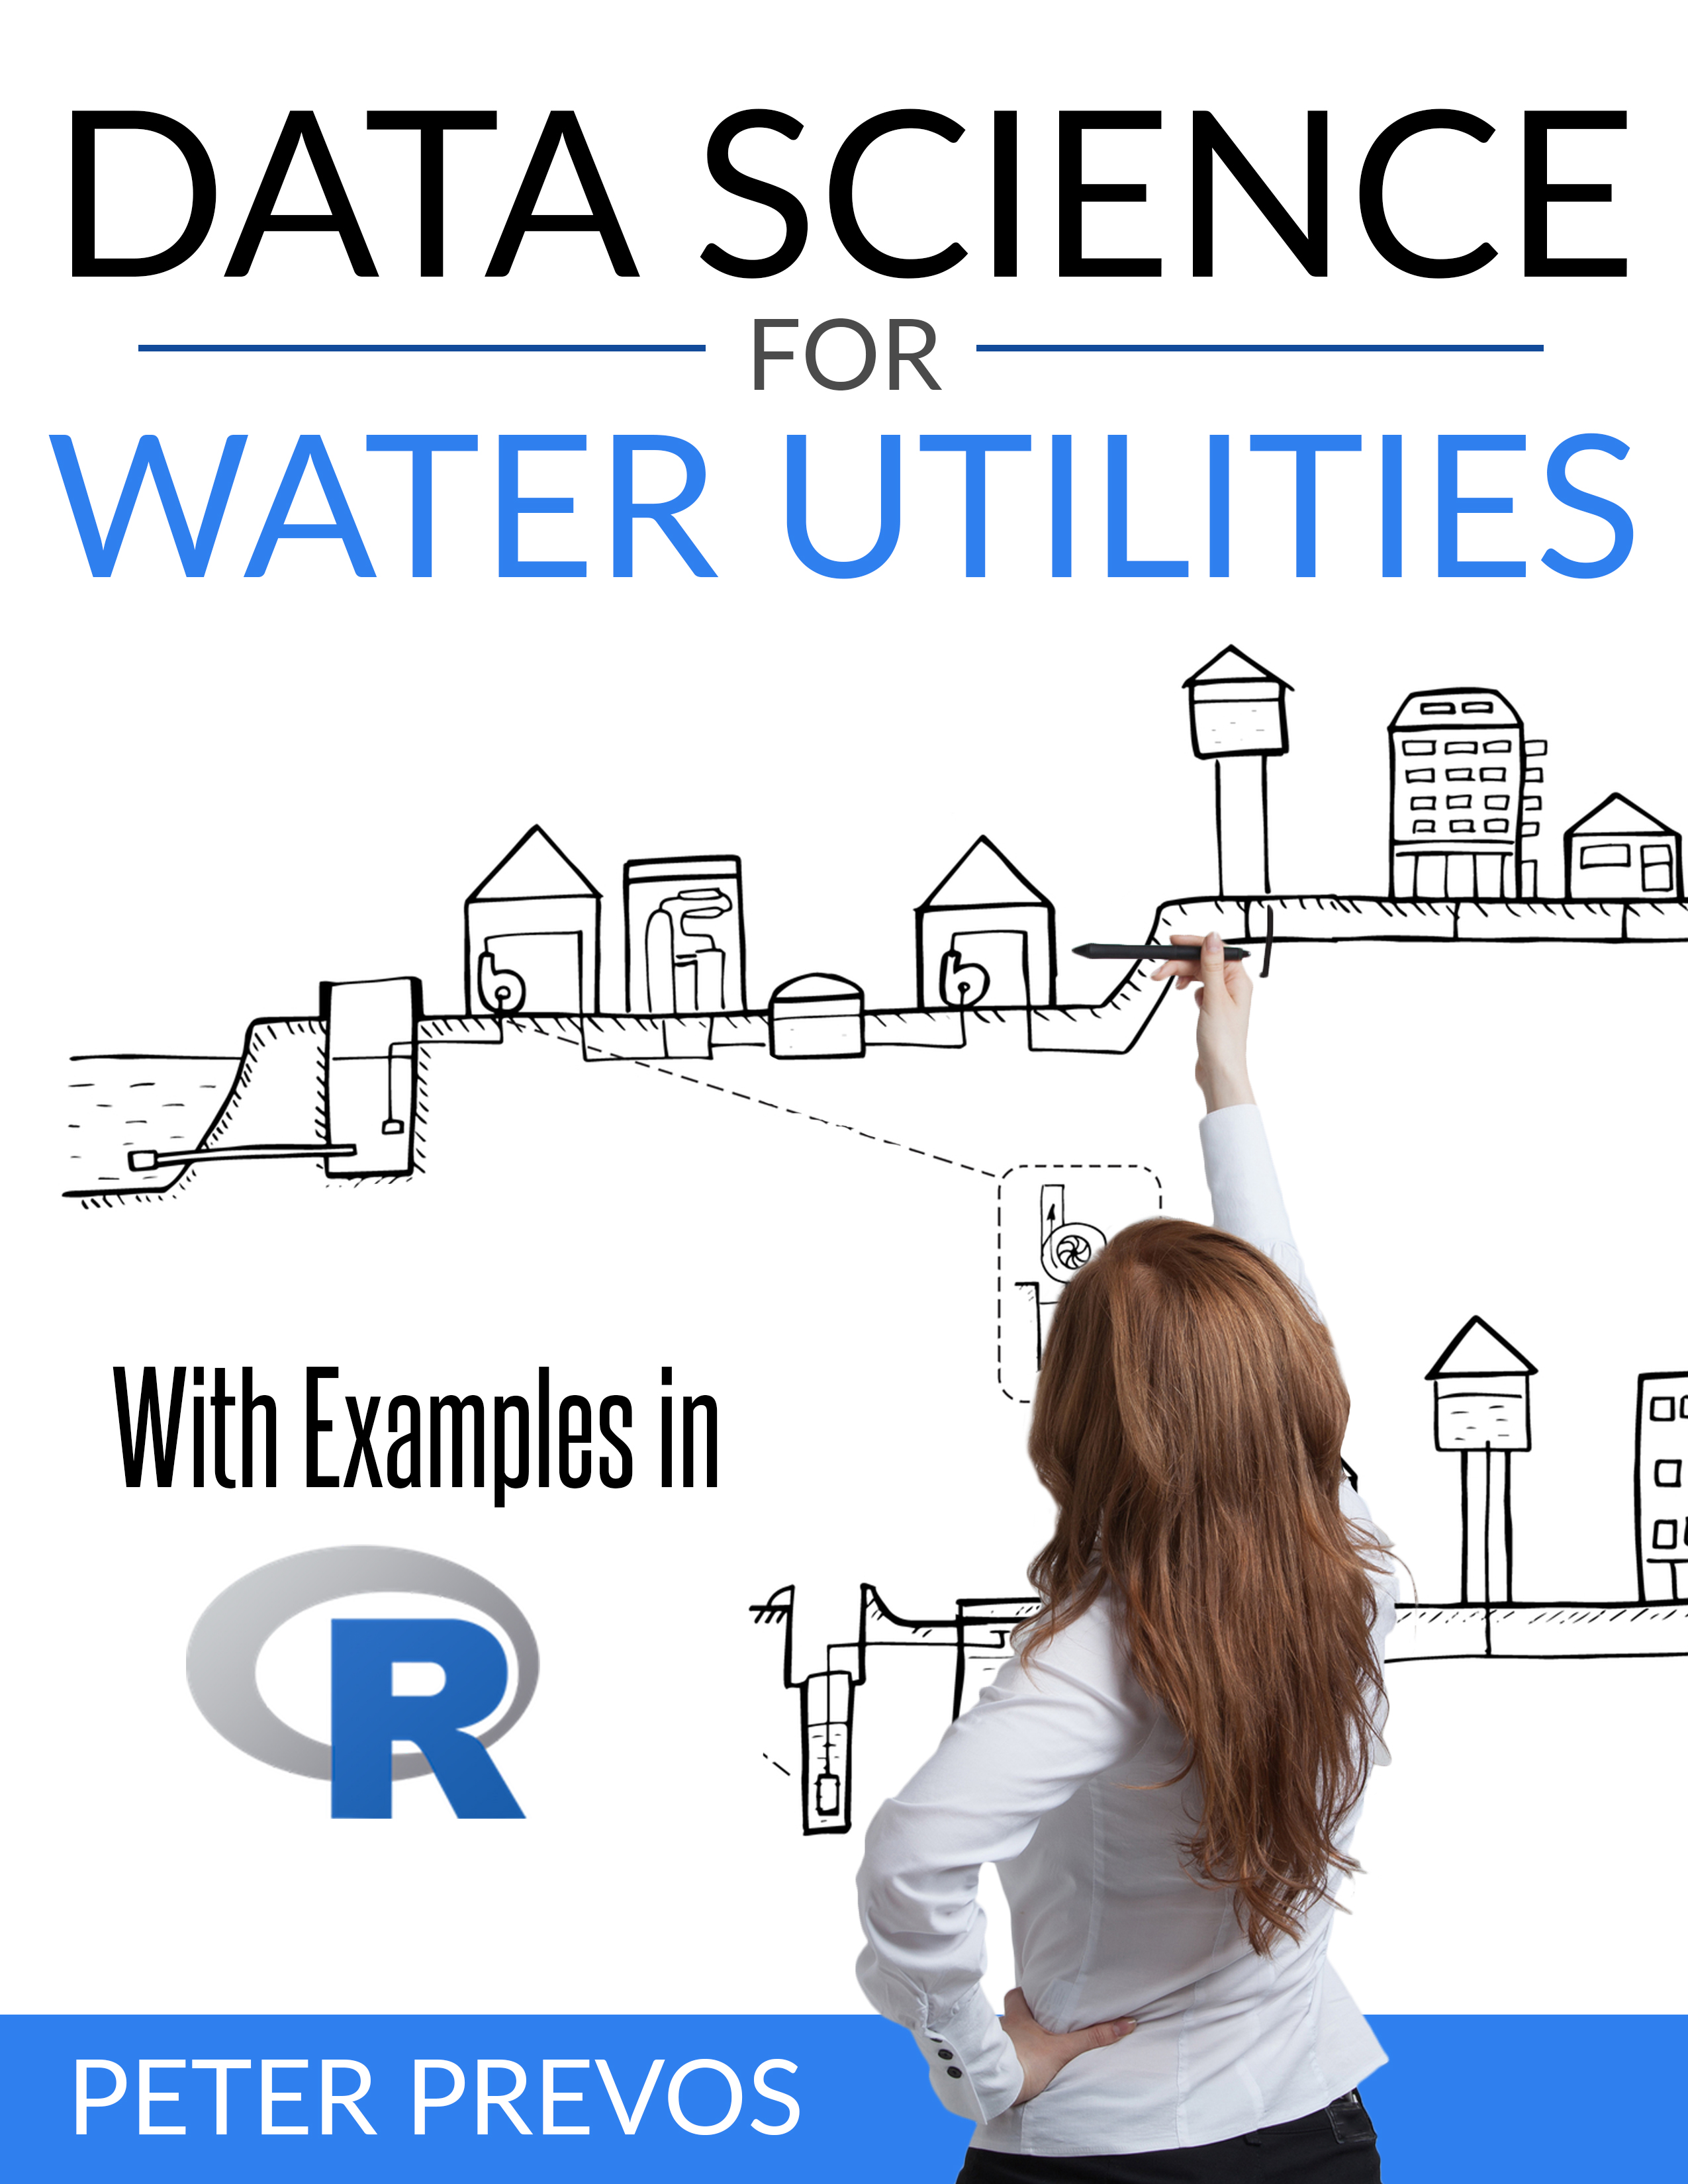 DATA SCIENCE
FOR
WATER UTILITIES
With Examples in
R
PETER PREVOS